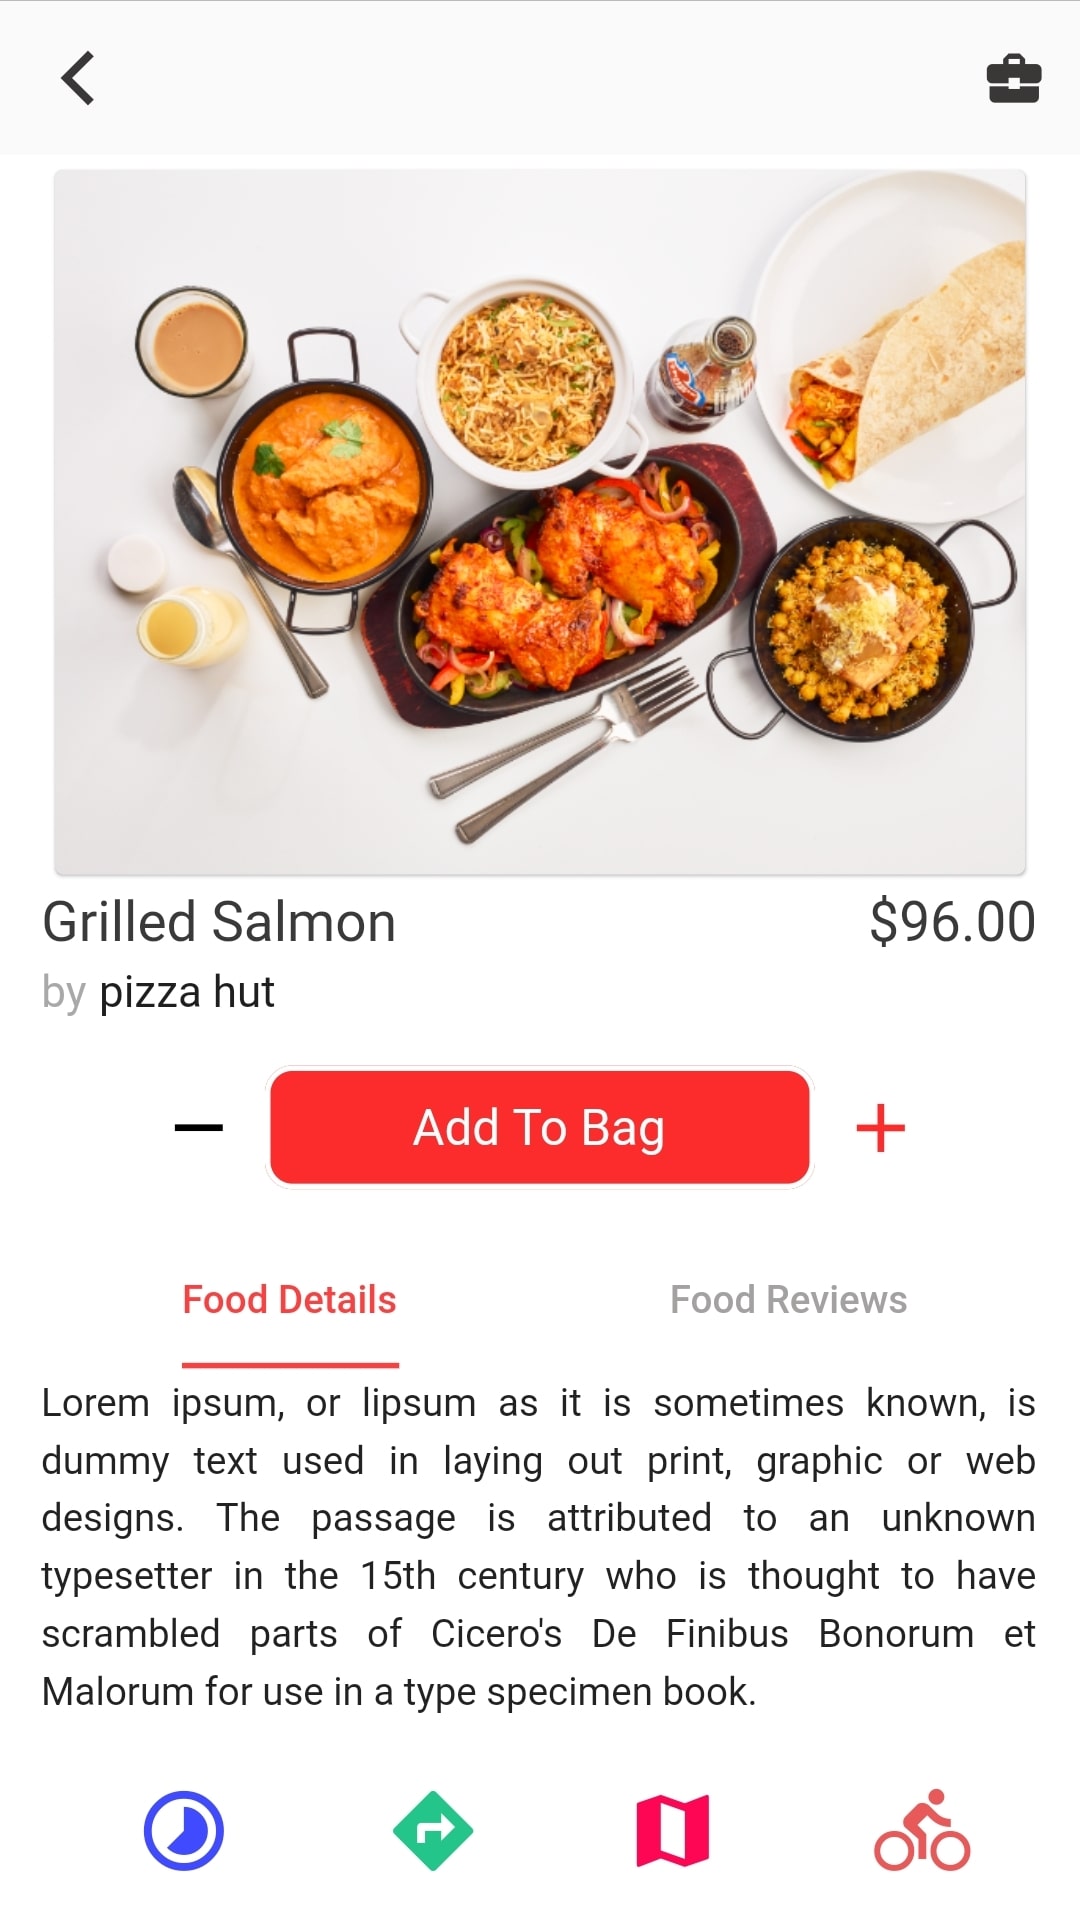 Grilled Salmon $96.00
by pizza hut
Add To Bag
Food Details Food Reviews
Lorem ipsum, or lipsum as it is sometimes known, is
dummy text used in laying out print, graphic or web
designs. The passage is attributed to an unknown
typesetter in the 15th century who is thought to have
scrambled parts of Cicero's De Finibus Bonorum et
Malorum for use in a type specimen book.